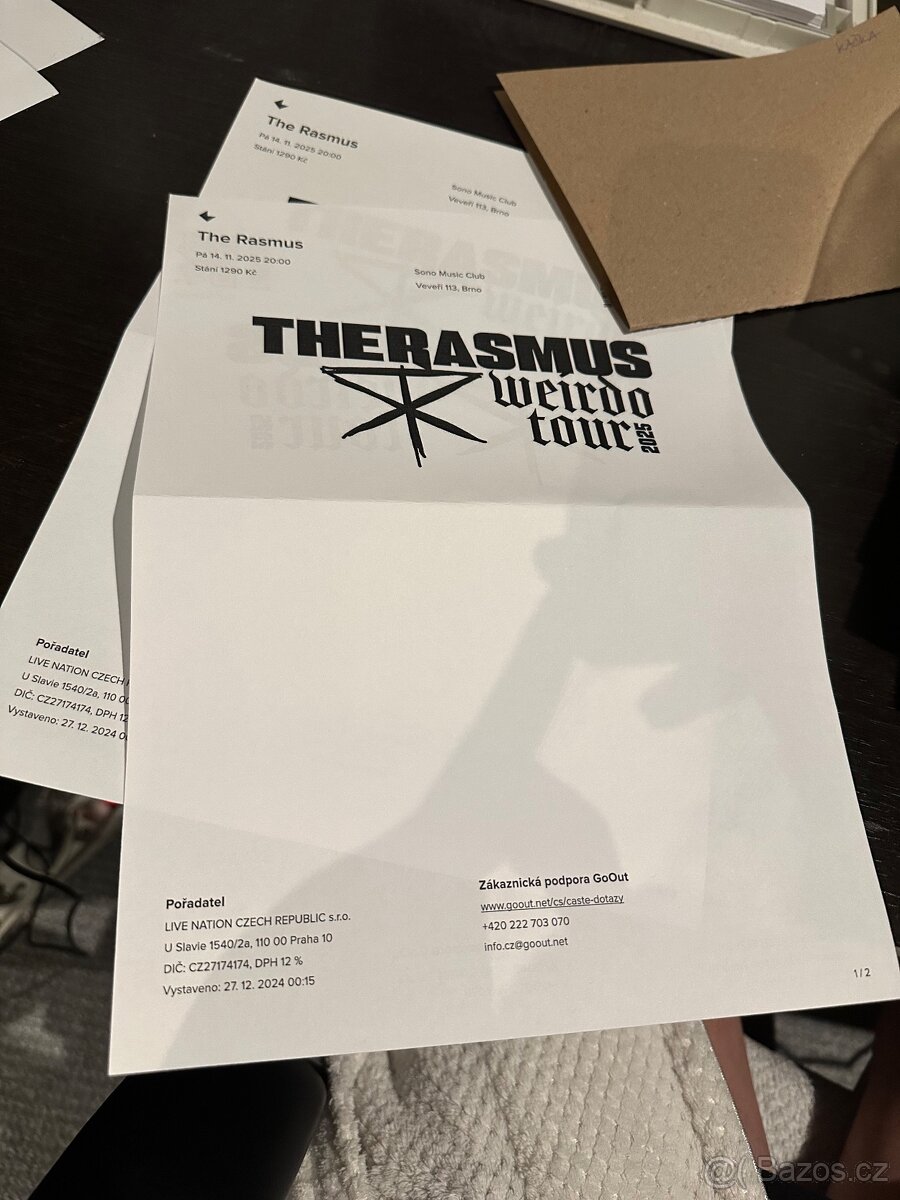 KAČKA
The Rasmus
Pá 14. 11. 2025 20:00
Stání 1290 Kč
Sono Music Club
Veveří 113, Brno
The Rasmus
Pá 14. 11. 2025 20:00
Stání 1290 Kč
Sono Music Club
Veveří 113, Brno
THERASMUS
weirdo
tour 2025
Pořadatel
LIVE NATION CZECH
U Slavie 1540/2a, 110
DIČ: CZ27174174, DPH 12
Vystaveno: 27. 12. 2024
Pořadatel
LIVE NATION CZECH REPUBLIC s.r.o.
U Slavie 1540/2a, 110 00 Praha 10
DIČ: CZ27174174, DPH 12 %
Vystaveno: 27. 12. 2024 00:15
Zákaznická podpora GoOut
www.goout.net/cs/caste-dotazy
+420 222 703 070
info.cz@goout.net
1/2
Bazos.cz